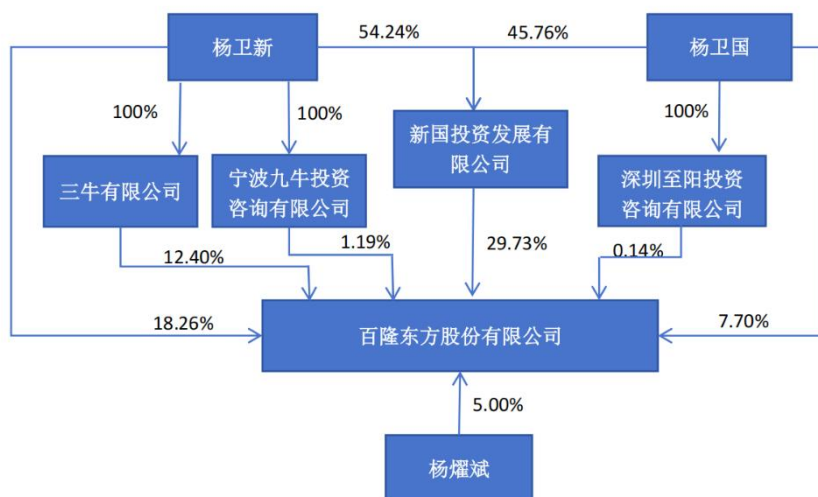 杨卫新
54.24%
45.76%
杨卫国
100%
100%
100%
新国投资发展有
限公司
三牛有限公司
宁波九牛投资
咨询有限公司
深圳至阳投资
咨询有限公司
12.40%
1.19%
29.73%
0.14%
18.26%
百隆东方股份有限公司
7.70%
5.00%
杨燿斌